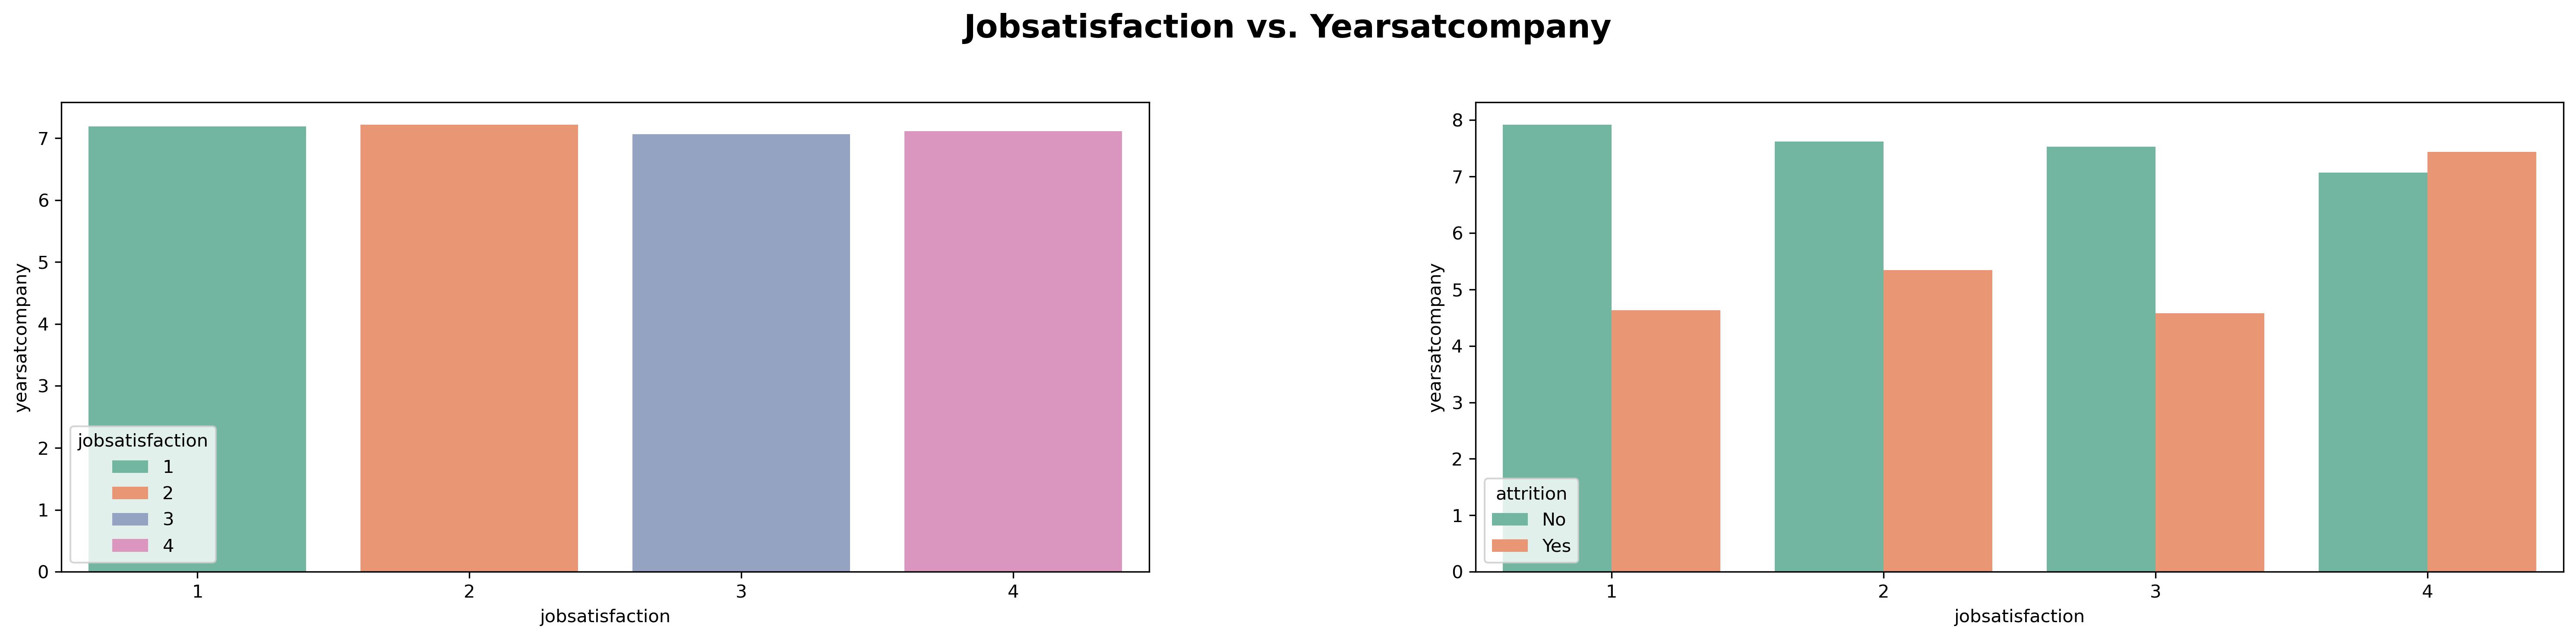 Jobsatisfaction vs. Yearsatcompany
yearsatcompany
7
6
5
4
3
2
1
0
jobsatisfaction
1
2
3
4
1 2 3 4
jobsatisfaction
yearsatcompany
8
7
6
5
4
3
2
1
0
attrition
No
Yes
1 2 3 4
jobsatisfaction